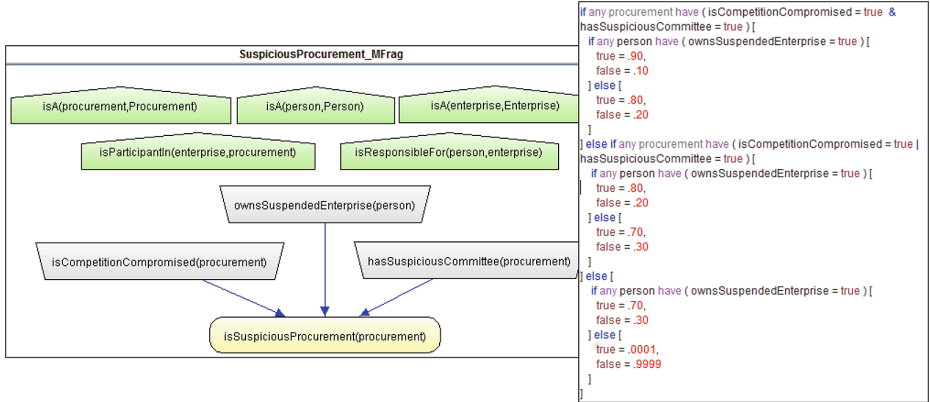 SuspiciousProcurement_MFrag
isA(procurement,Procurement)
isA(person,Person)
isA(enterprise,Enterprise)
isParticipantIn(enterprise,procurement)
isResponsibleFor(person,enterprise)
ownsSuspendedEnterprise(person)
isCompetitionCompromised(procurement)
hasSuspiciousCommittee(procurement)
isSuspiciousProcurement(procurement)
if any procurement have ( isCompetitionCompromised = true &
hasSuspiciousCommittee = true ) [
if any person have ( ownsSuspendedEnterprise = true ) [
true = .90,
false = .10
] else [
true = .80,
false = .20
]
] else if any procurement have ( isCompetitionCompromised = true |
hasSuspiciousCommittee = true ) [
if any person have ( ownsSuspendedEnterprise = true ) [
true = .80,
false = .20
] else [
true = .70,
false = .30
]
] else [
if any person have ( ownsSuspendedEnterprise = true ) [
true = .70,
false = .30
] else [
true = .0001,
false = .9999
]
]